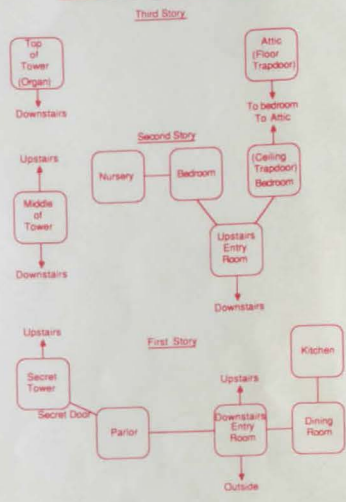 Third Story
Top
of
Tower
(Organ)
Downstairs
Attic
(Floor
Trapdoor)
To bedroom
To Attic
Second Story
Upstairs
Middle
of
Tower
Downstairs
Nursery
Bedroom
(Ceiling
Trapdoor)
Bedroom
Upstairs
Entry
Room
Downstairs
First Story
Upstairs
Secret
Tower
Secret Door
Parlor
Upstairs
Downstairs
Entry
Room
Outside
Kitchen
Dining
Room